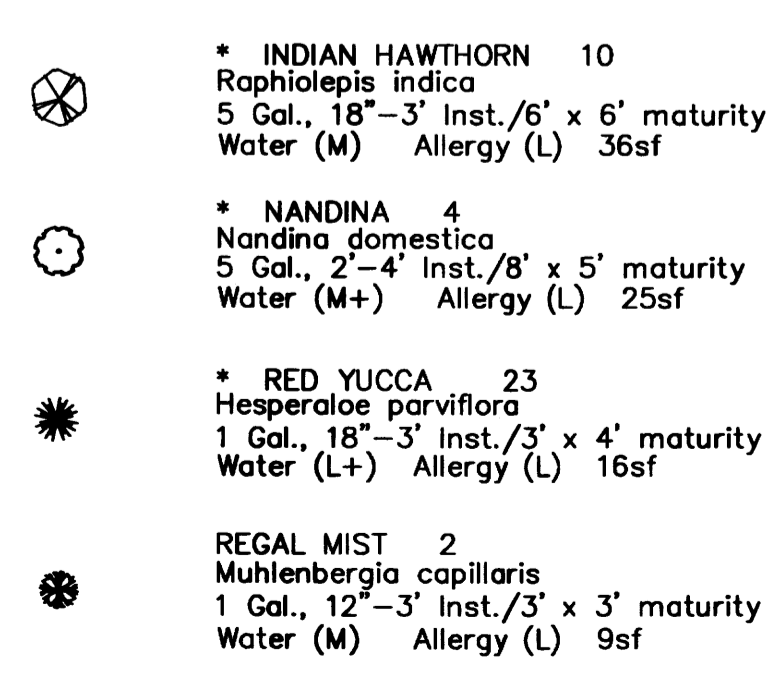 * INDIAN HAWTHORN 10
Raphiolepis indica
5 Gal., 18"-3' Inst./6' x 6' maturity
Water (M) Allergy (L) 36sf
* NANDINA 4
Nandina domestica
5 Gal., 2'-4' Inst./8' x 5' maturity
Water (M+) Allergy (L) 25sf
* RED YUCCA 23
Hesperaloe parviflora
1 Gal., 18"-3' Inst./3' x 4' maturity
Water (L+) Allergy (L) 16sf
REGAL MIST 2
Muhlenbergia capillaris
1 Gal., 12"-3' Inst./3' x 3' maturity
Water (M) Allergy (L) 9sf